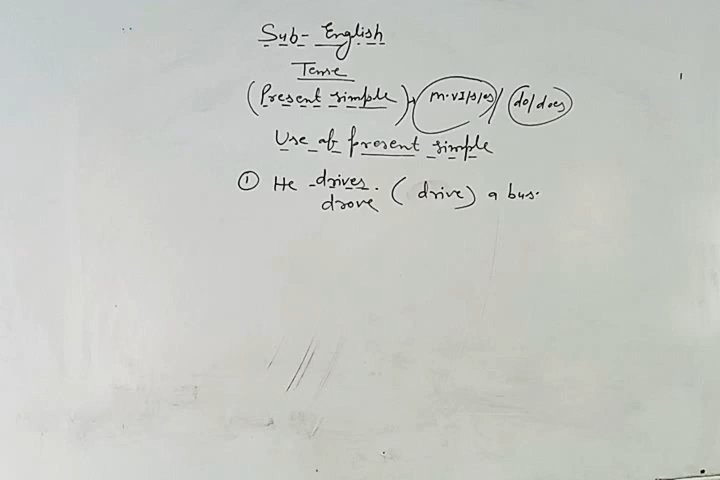 Sub- English
Tense
(Present simple) → m.v1/s/es / do/does
Use of present simple
① He drives. (drive) a bus.
drove